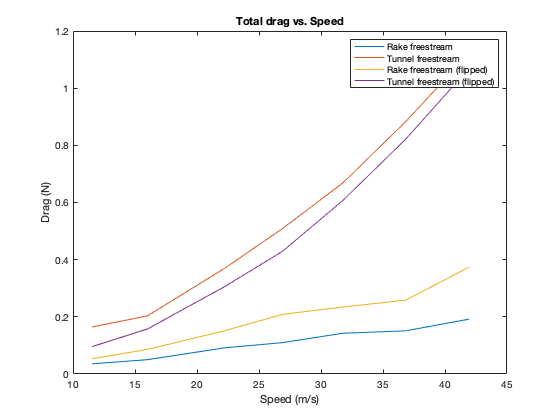 Total drag vs. Speed
Rake freestream
Tunnel freestream
Rake freestream (flipped)
Tunnel freestream (flipped)
1.2
1
0.8
0.6
0.4
0.2
0
Drag (N)
10
15
20
25
30
35
40
45
Speed (m/s)